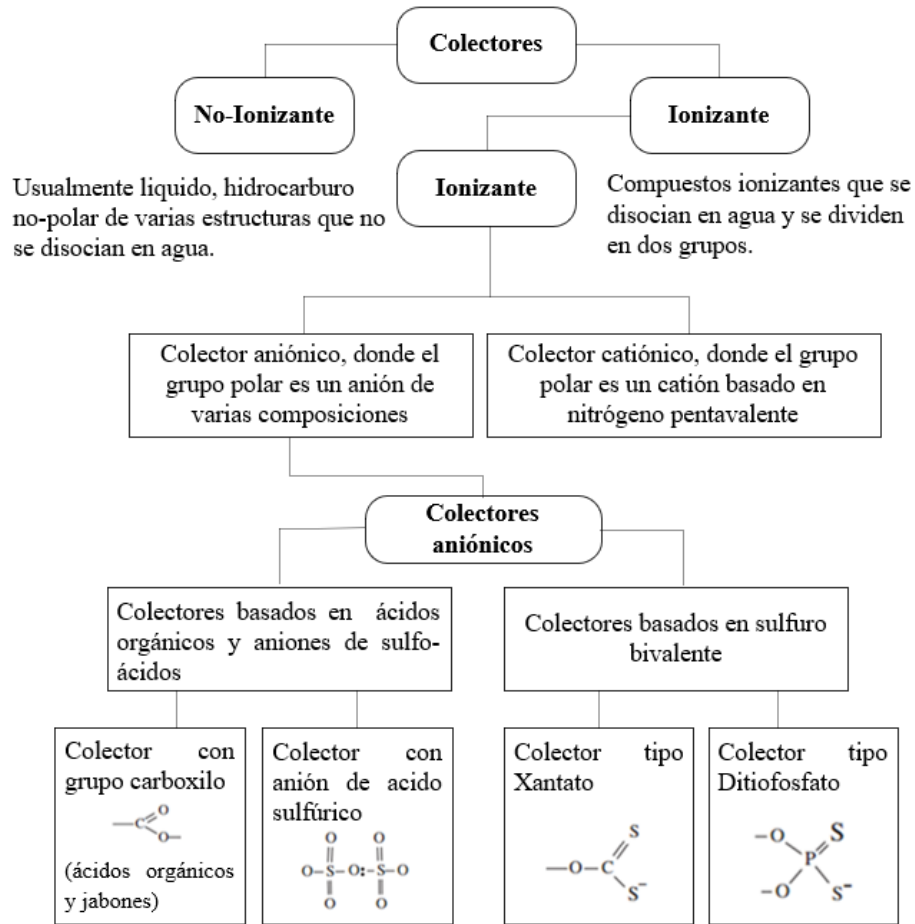 Colectores
No-Ionizante
Ionizante
Usualmente liquido, hidrocarburo
no-polar de varias estructuras que no
se disocian en agua.
Ionizante
Compuestos ionizantes que se
disocian en agua y se dividen
en dos grupos.
Colector aniónico, donde el
grupo polar es un anión de
varias composiciones
Colector catiónico, donde el grupo
polar es un catión basado en
nitrógeno pentavalente
Colectores
aniónicos
Colectores basados en ácidos
orgánicos y aniones de sulfo-
ácidos
Colectores basados en sulfuro
bivalente
Colector con
grupo carboxilo
O
—C
O—
(ácidos orgánicos
y jabones)
Colector con
anión de acido
sulfúrico
O O
O–S–O:–S–O
O O
Colector tipo
Xantato
S
—O—C
S⁻
Colector tipo
Ditiofosfato
–O S
P
–O S⁻